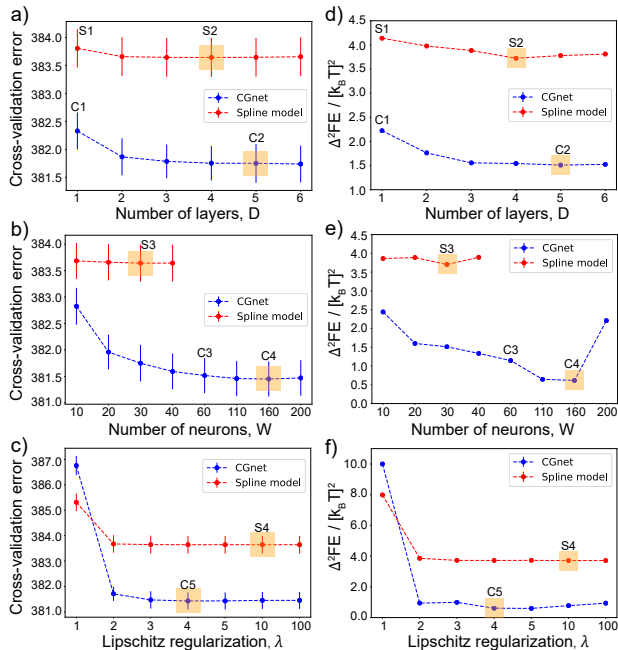 a)
Cross-validation error
384.0
383.5
383.0
382.5
382.0
381.5
S1
S2
C1
C2
CGnet
Spline model
1 2 3 4 5 6
Number of layers, D
d)
Δ²FE / [k_BT]²
4.5
4.0
3.5
3.0
2.5
2.0
1.5
1.0
S1
S2
C1
C2
CGnet
Spline model
1 2 3 4 5 6
Number of layers, D
b)
Cross-validation error
384.0
383.5
383.0
382.5
382.0
381.5
381.0
S3
C3
C4
CGnet
Spline model
10 20 30 40 60 110 160 200
Number of neurons, W
e)
Δ²FE / [k_BT]²
4.5
4.0
3.5
3.0
2.5
2.0
1.5
1.0
0.5
0.0
S3
C3
C4
CGnet
Spline model
10 20 30 40 60 110 160 200
Number of neurons, W
c)
Cross-validation error
387.0
386.0
385.0
384.0
383.0
382.0
381.0
S4
C5
CGnet
Spline model
1 2 3 4 5 10 100
Lipschitz regularization, λ
f)
Δ²FE / [k_BT]²
10.0
8.0
6.0
4.0
2.0
0.0
S4
C5
CGnet
Spline model
1 2 3 4 5 10 100
Lipschitz regularization, λ